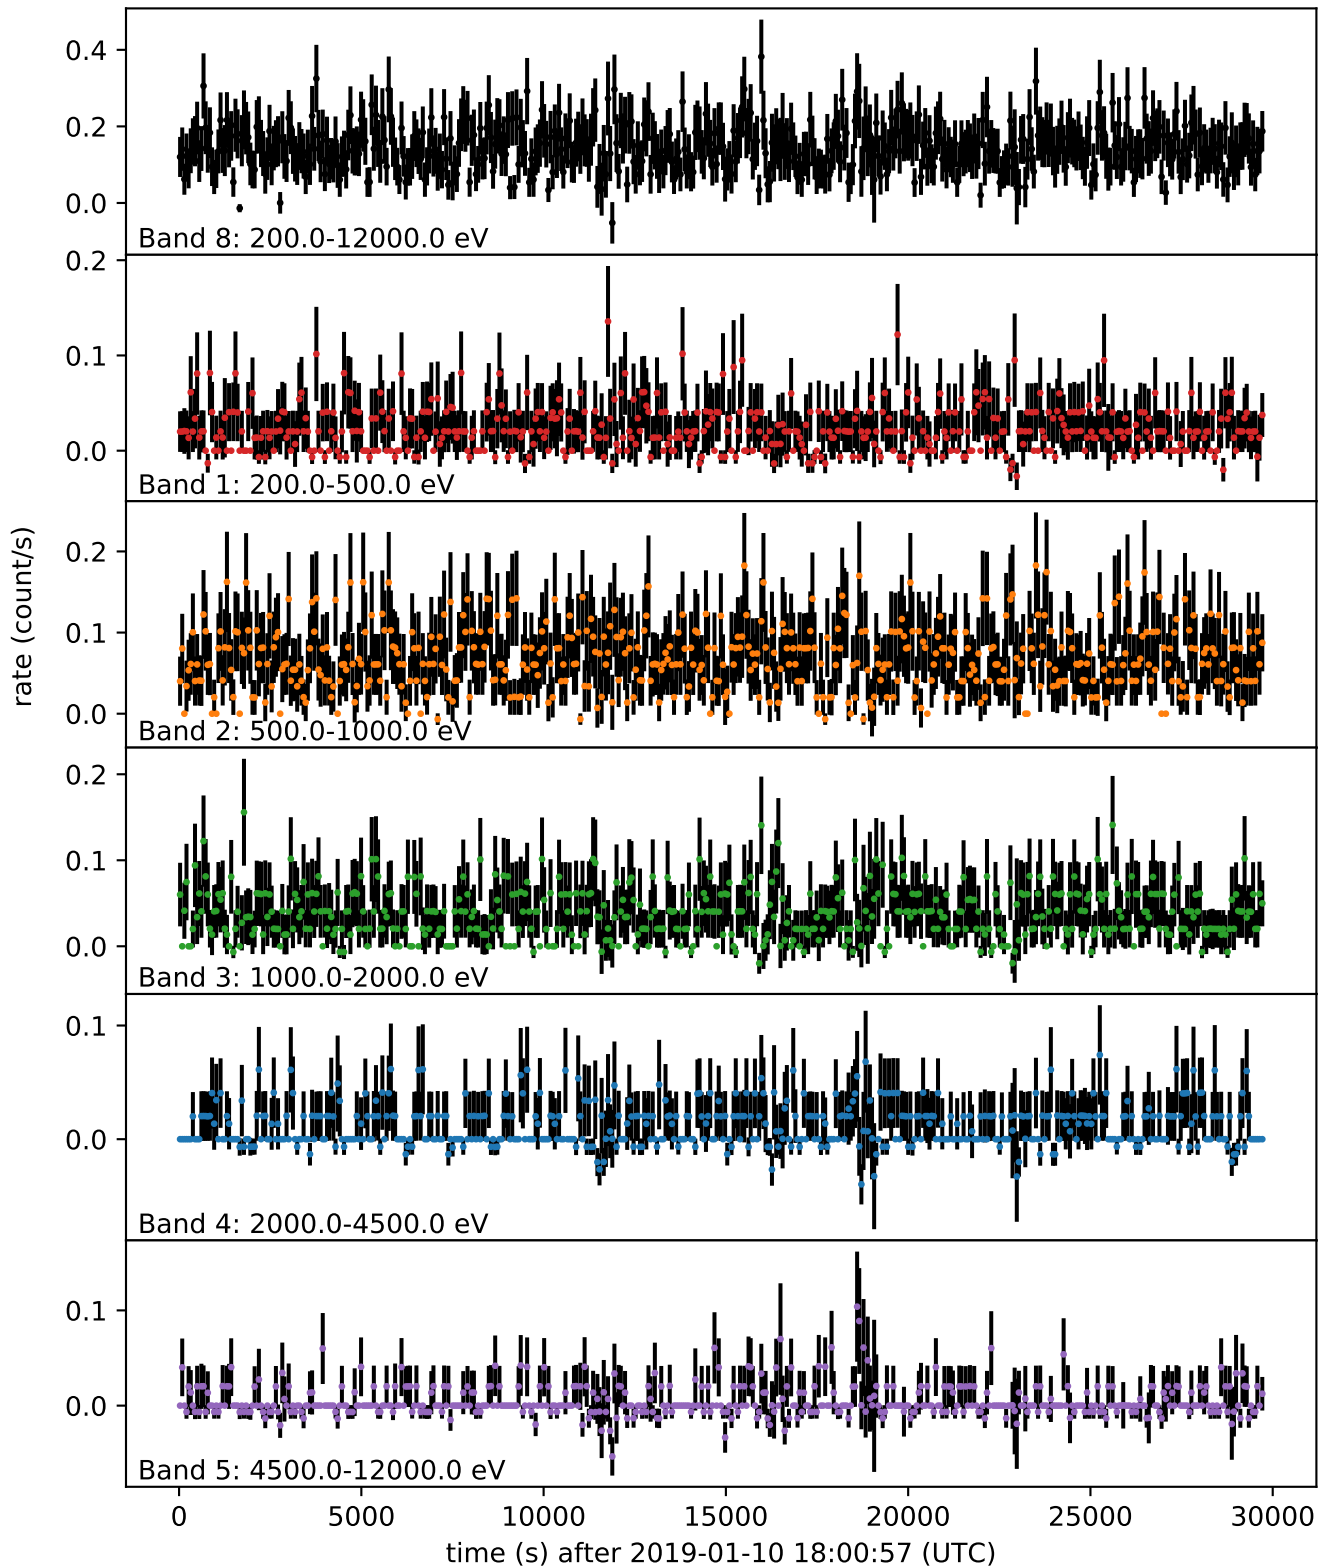 0.4
0.2
0.0
Band 8: 200.0-12000.0 eV
0.2
0.1
0.0
Band 1: 200.0-500.0 eV
rate (count/s)
0.2
0.1
0.0
Band 2: 500.0-1000.0 eV
0.2
0.1
0.0
Band 3: 1000.0-2000.0 eV
0.1
0.0
Band 4: 2000.0-4500.0 eV
0.1
0.0
Band 5: 4500.0-12000.0 eV
0 5000 10000 15000 20000 25000 30000
time (s) after 2019-01-10 18:00:57 (UTC)